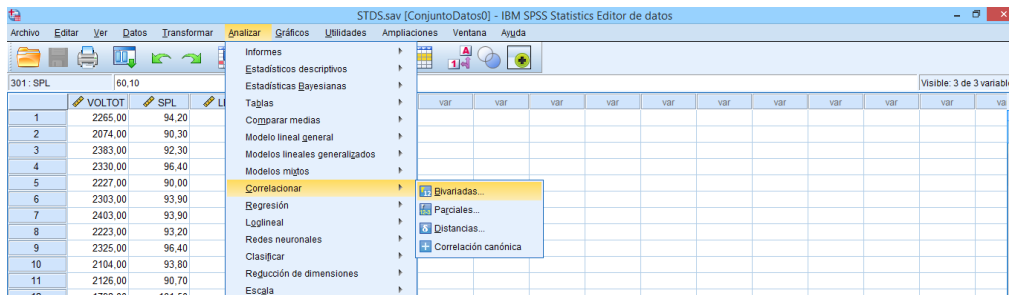 STDS.sav [ConjuntoDatos0] - IBM SPSS Statistics Editor de datos
Archivo Editar Ver Datos Transformar Analizar Gráficos Utilidades Ampliaciones Ventana Ayuda
301 : SPL 60,10 Visible: 3 de 3 variabl
VOLTOT SPL var var var var var var var var var va
1 2265,00 94,20
2 2074,00 90,30
3 2383,00 92,30
4 2330,00 96,40
5 2227,00 90,00
6 2303,00 93,90
7 2403,00 93,90
8 2223,00 93,20
9 2325,00 96,40
10 2104,00 93,80
11 2126,00 90,70
Informes
Estadísticos descriptivos
Estadísticas Bayesianas
Tablas
Comparar medias
Modelo lineal general
Modelos lineales generalizados
Modelos mixtos
Correlacionar
Regresión
Loglineal
Redes neuronales
Clasificar
Reducción de dimensiones
Escala
Bivariadas...
Parciales...
Distancias...
Correlación canónica